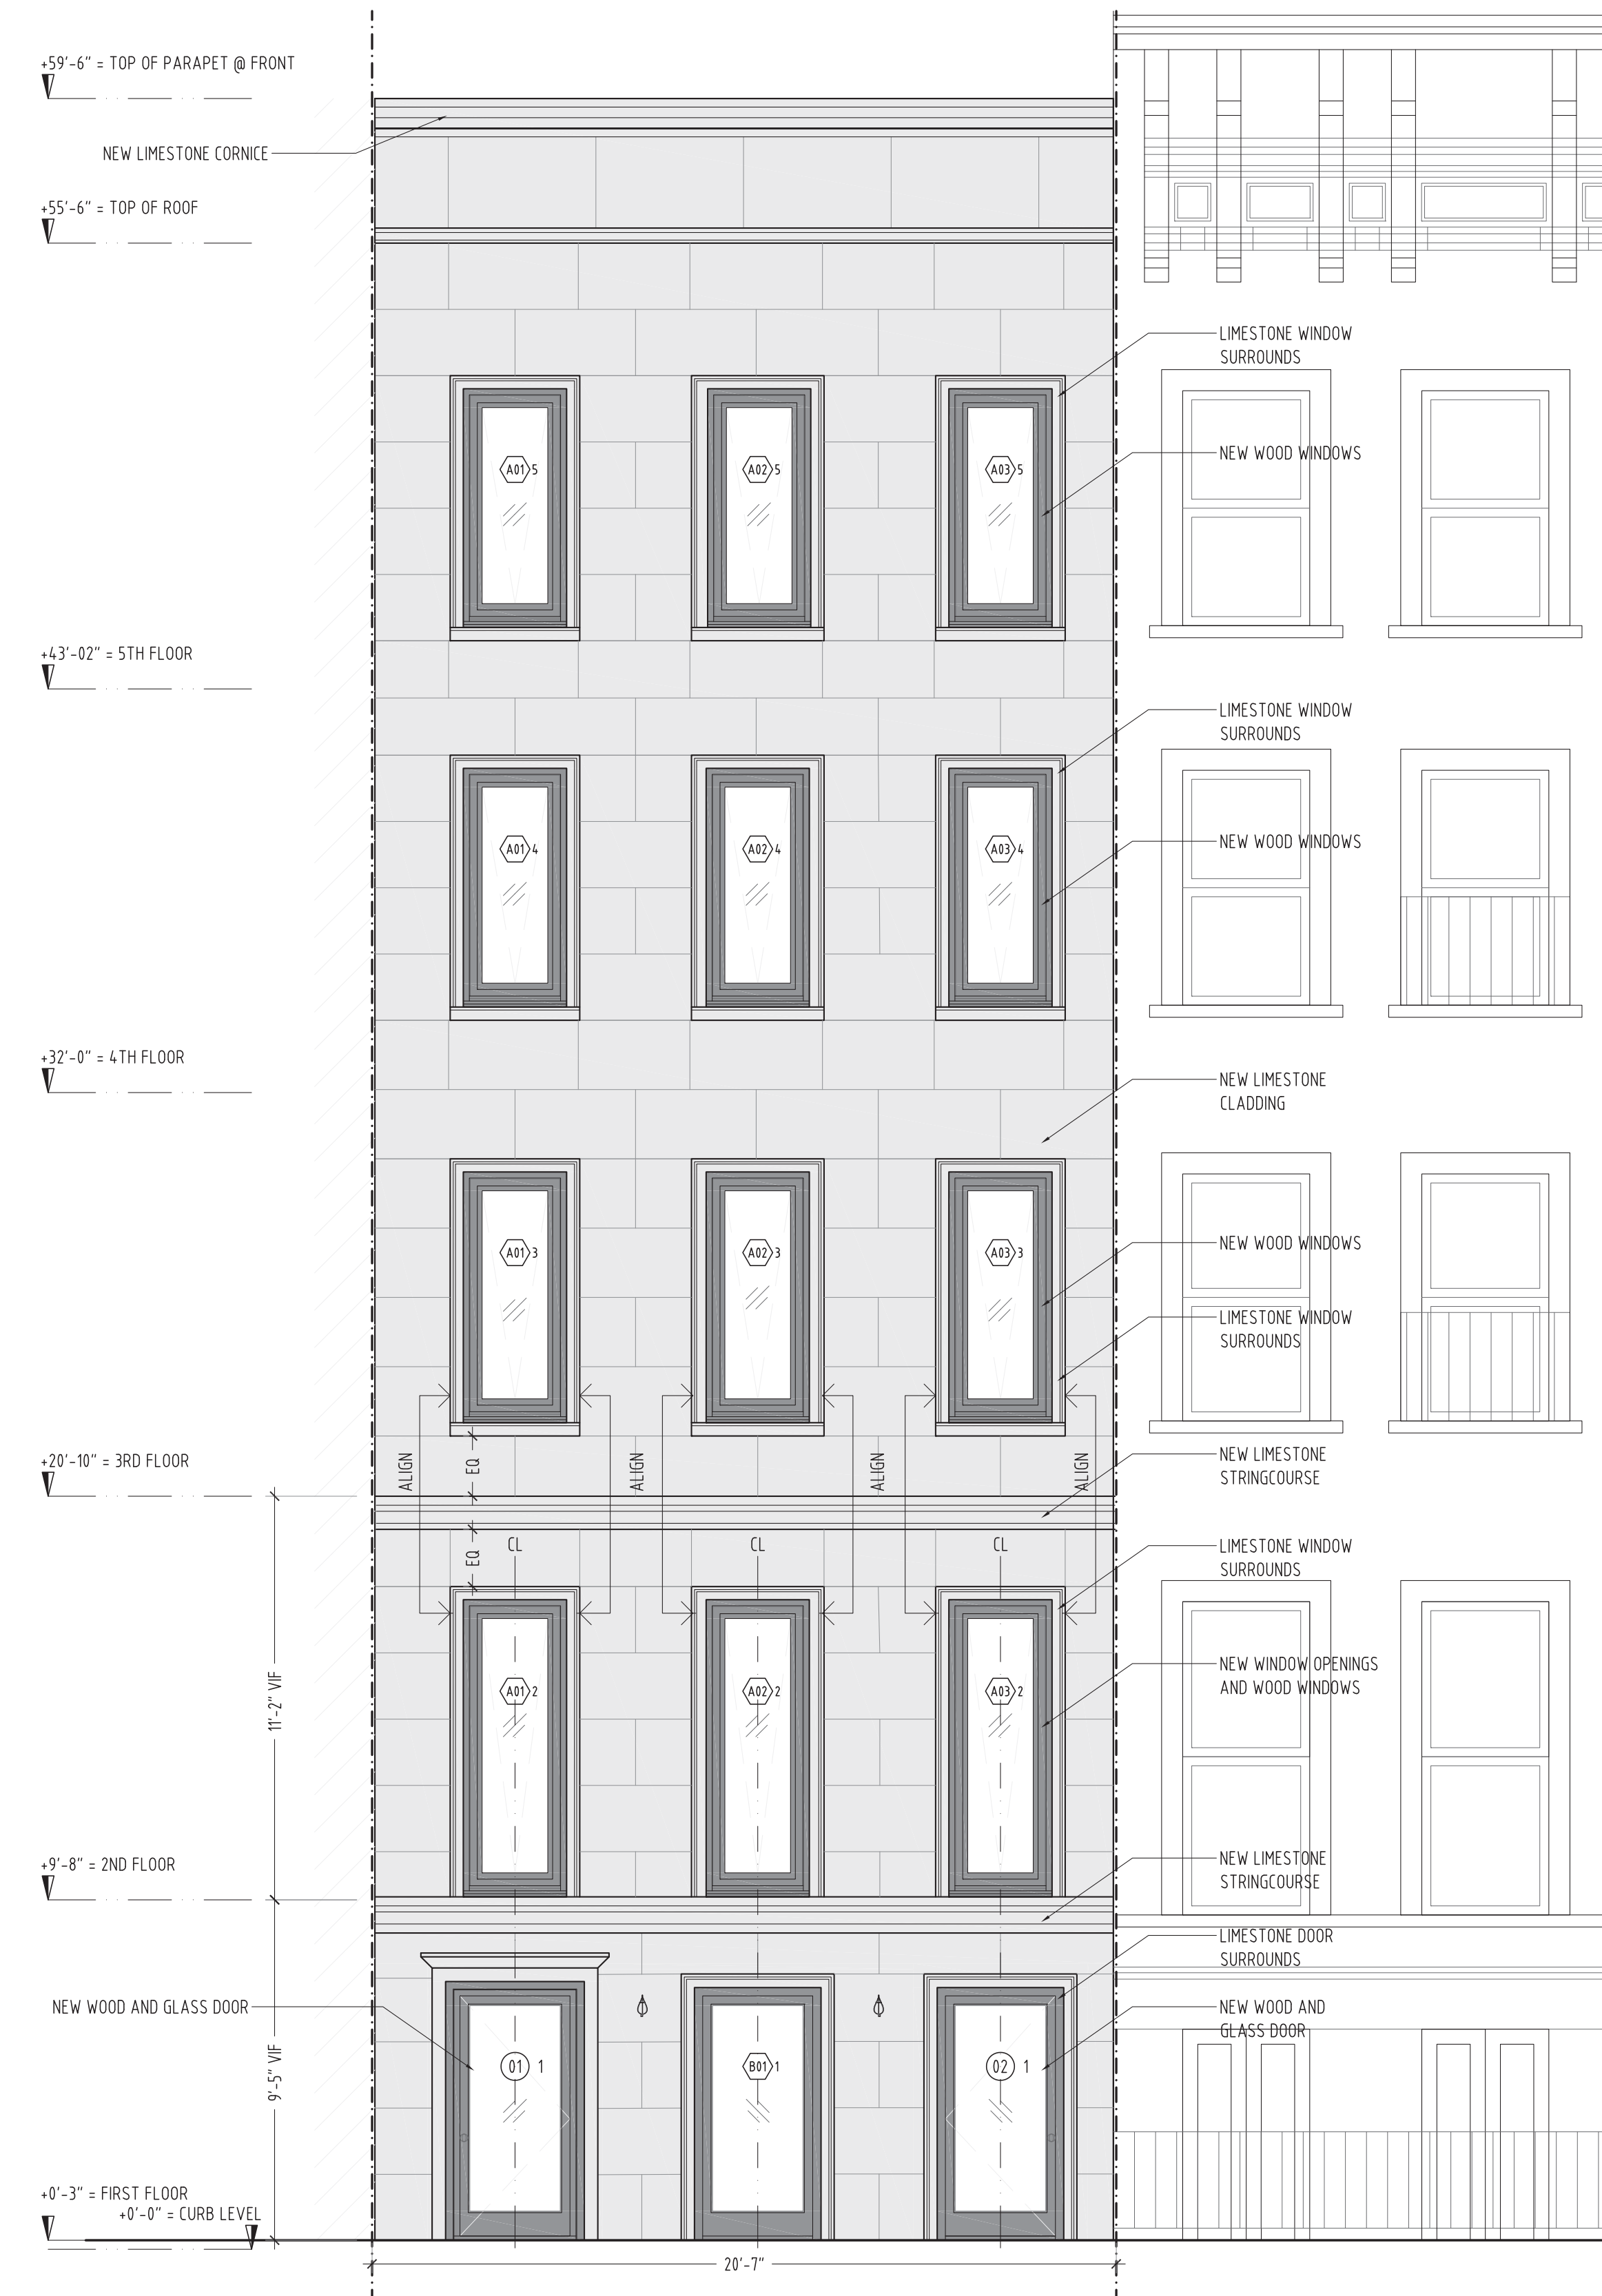 +59'-6" = TOP OF PARAPET @ FRONT
NEW LIMESTONE CORNICE
+55'-6" = TOP OF ROOF
LIMESTONE WINDOW
SURROUNDS
NEW WOOD WINDOWS
A01 5
A02 5
A03 5
+43'-02" = 5TH FLOOR
LIMESTONE WINDOW
SURROUNDS
NEW WOOD WINDOWS
A01 4
A02 4
A03 4
+32'-0" = 4TH FLOOR
NEW LIMESTONE
CLADDING
A01 3
A02 3
A03 3
NEW WOOD WINDOWS
LIMESTONE WINDOW
SURROUNDS
+20'-10" = 3RD FLOOR
ALIGN
EQ
ALIGN
ALIGN
ALIGN
NEW LIMESTONE
STRINGCOURSE
EQ
CL
CL
CL
LIMESTONE WINDOW
SURROUNDS
11'-2" VIF
A01 2
A02 2
A03 2
NEW WINDOW OPENINGS
AND WOOD WINDOWS
+9'-8" = 2ND FLOOR
NEW LIMESTONE
STRINGCOURSE
LIMESTONE DOOR
SURROUNDS
NEW WOOD AND GLASS DOOR
NEW WOOD AND
GLASS DOOR
9'-5" VIF
01 1
B01 1
02 1
+0'-3" = FIRST FLOOR
+0'-0" = CURB LEVEL
20'-7"